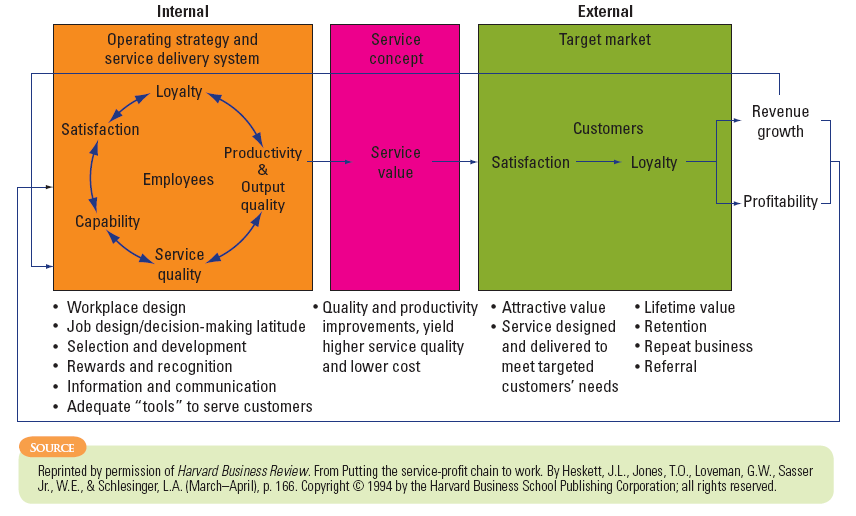 Internal
External
Operating strategy and
service delivery system
Service
concept
Target market
Loyalty
Satisfaction
Employees
Productivity
&
Output
quality
Capability
Service
quality
Service
value
Customers
Satisfaction
Loyalty
Revenue
growth
Profitability
• Workplace design
• Job design/decision-making latitude
• Selection and development
• Rewards and recognition
• Information and communication
• Adequate “tools” to serve customers
• Quality and productivity
improvements, yield
higher service quality
and lower cost
• Attractive value
• Service designed
and delivered to
meet targeted
customers’ needs
• Lifetime value
• Retention
• Repeat business
• Referral
SOURCE
Reprinted by permission of Harvard Business Review. From Putting the service-profit chain to work. By Heskett, J.L., Jones, T.O., Loveman, G.W., Sasser
Jr., W.E., & Schlesinger, L.A. (March–April), p. 166. Copyright © 1994 by the Harvard Business School Publishing Corporation; all rights reserved.